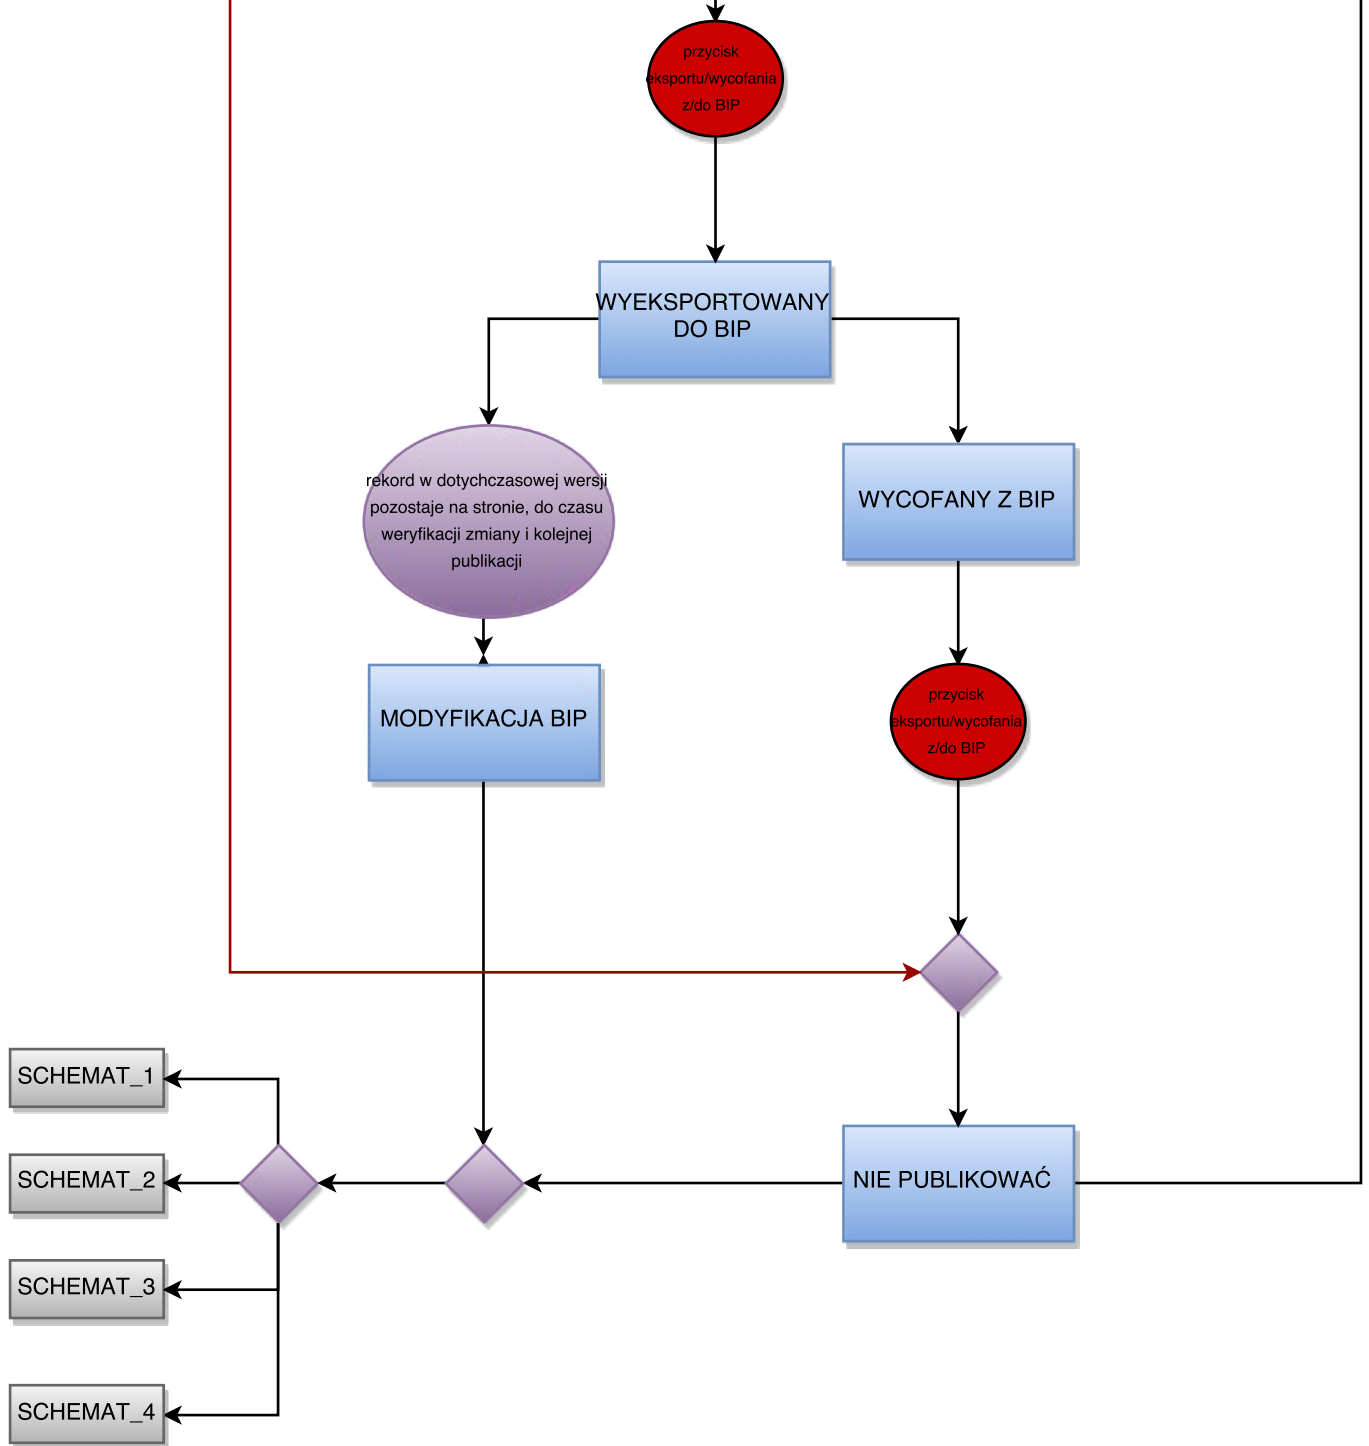 przycisk
eksportu/wycofania
z/do BIP
WYEKSPORTOWANY
DO BIP
rekord w dotychczasowej wersji
pozostaje na stronie, do czasu
weryfikacji zmiany i kolejnej
publikacji
WYCOFANY Z BIP
MODYFIKACJA BIP
przycisk
eksportu/wycofania
z/do BIP
SCHEMAT_1
SCHEMAT_2
NIE PUBLIKOWAĆ
SCHEMAT_3
SCHEMAT_4